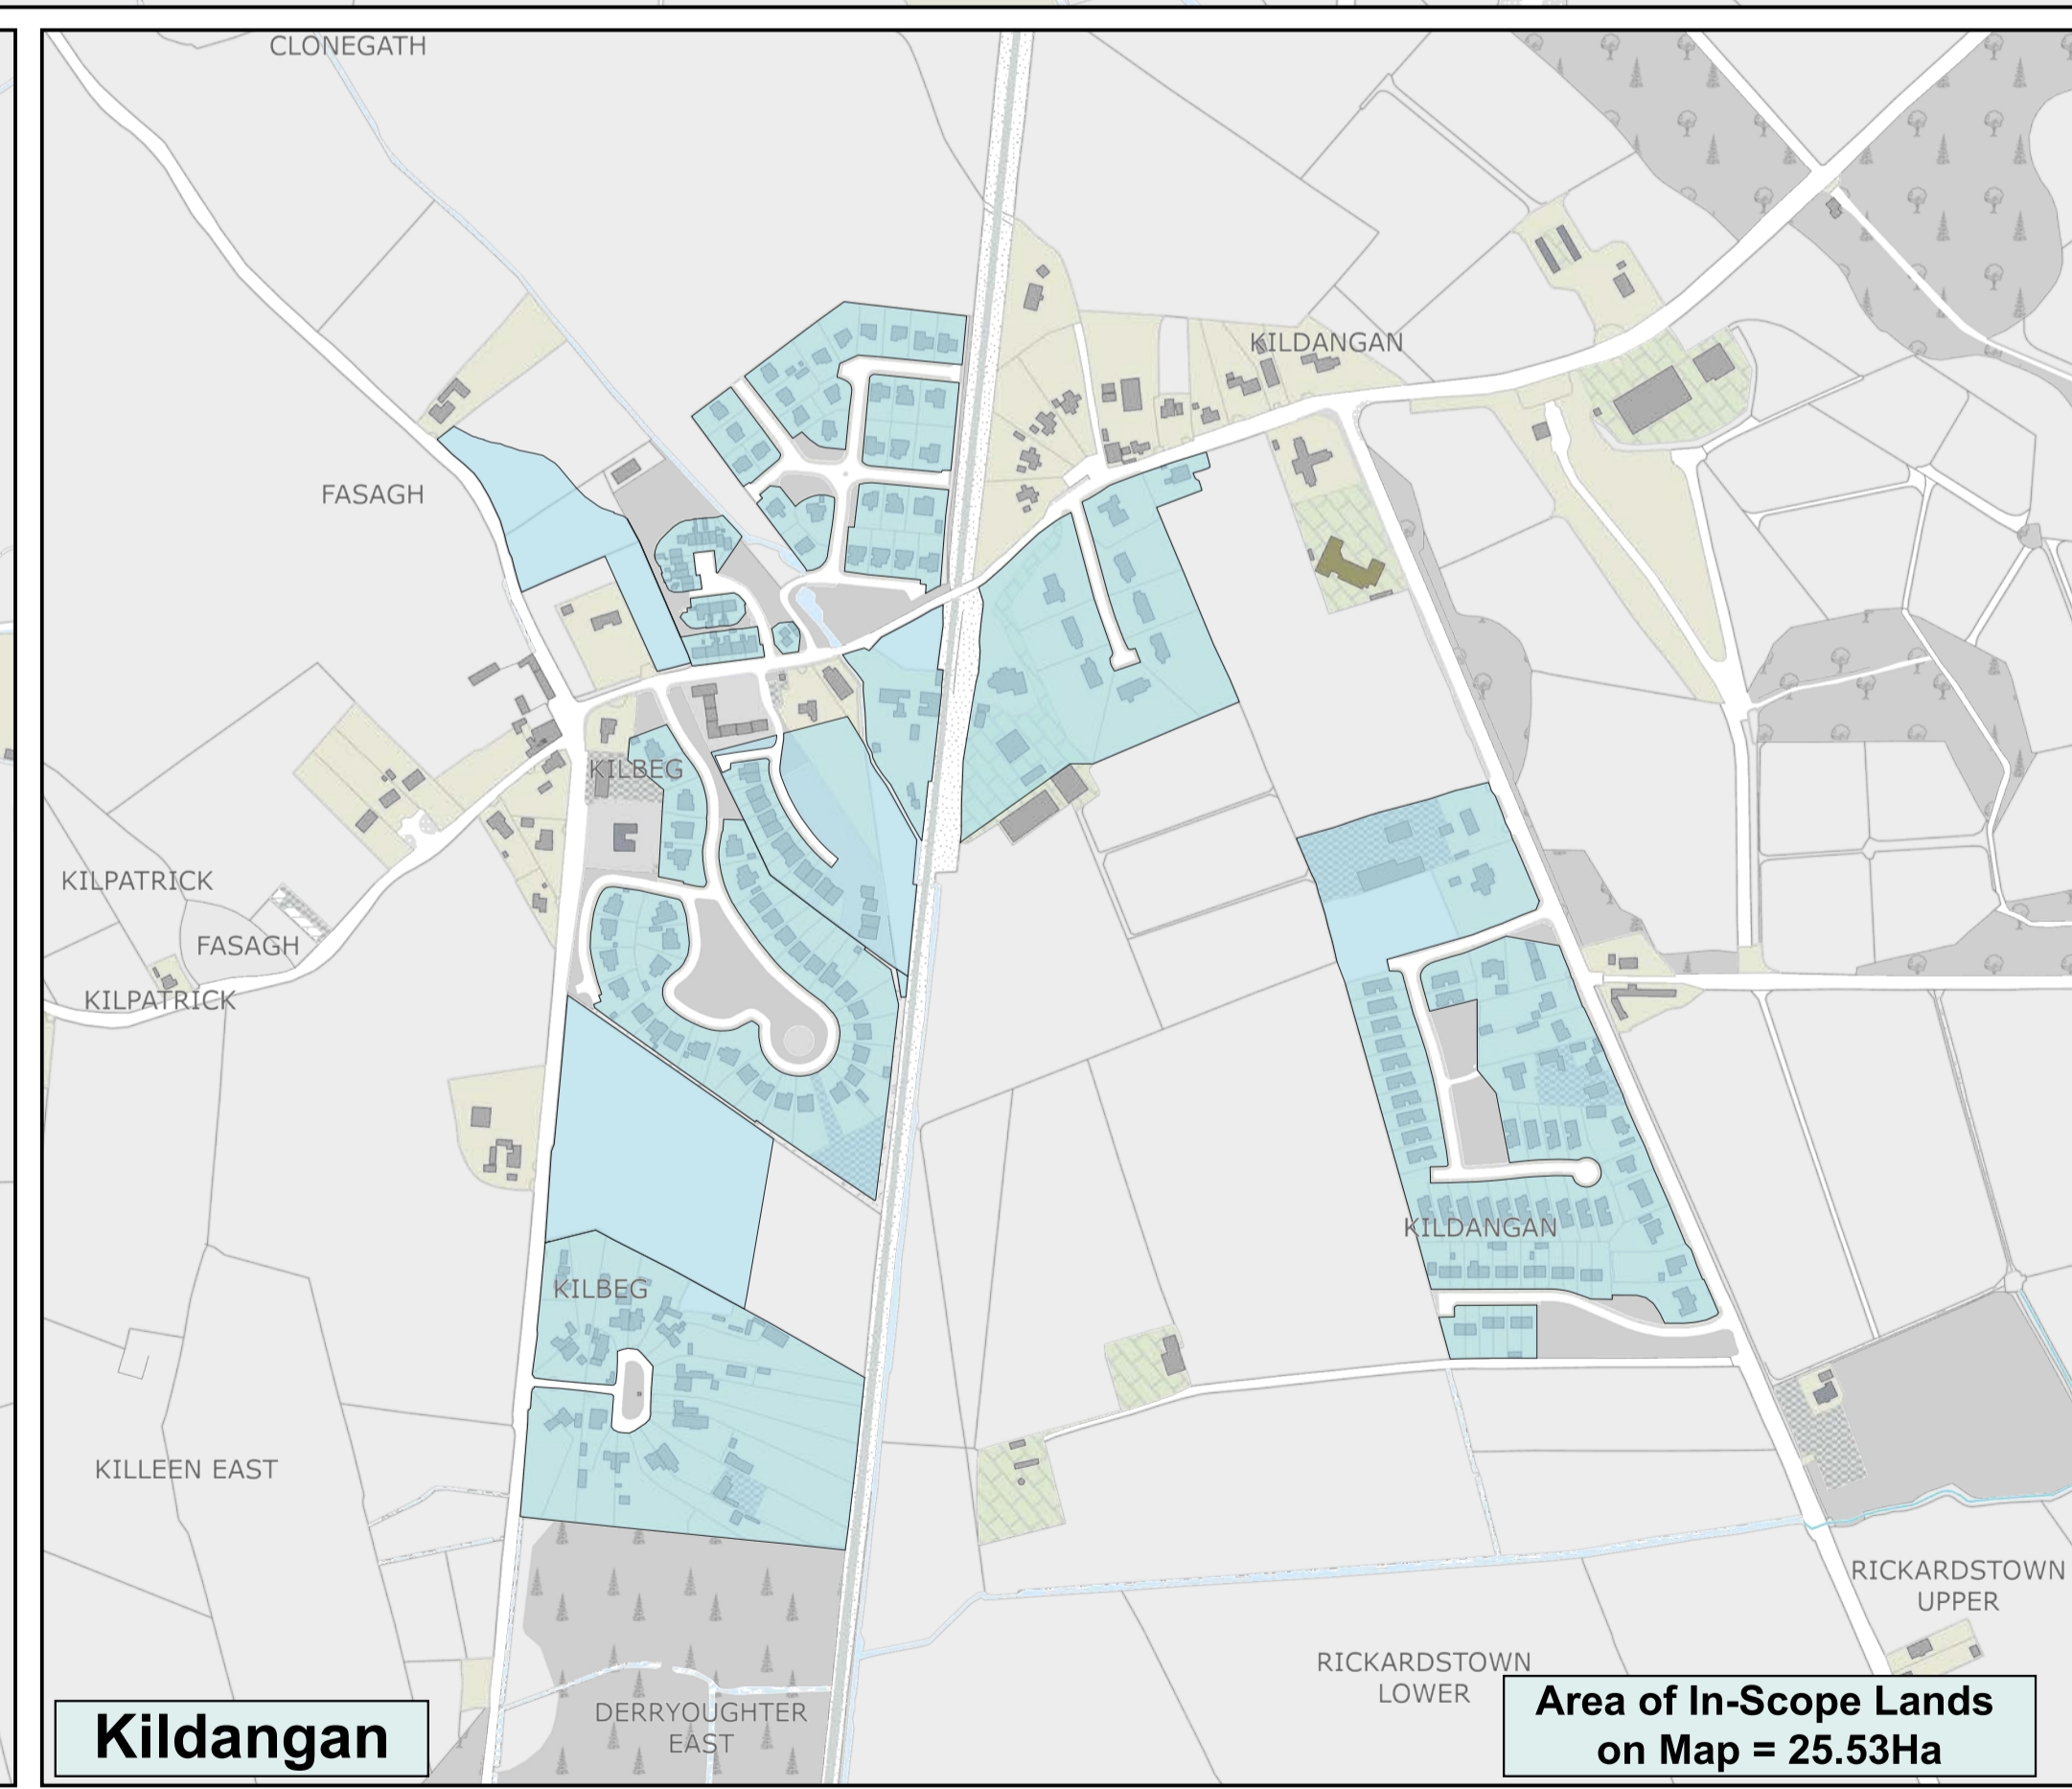 CLONEGATH
KILDANGAN
FASAGH
KILBEG
KILPATRICK
FASAGH
KILPATRICK
KILDANGAN
KILBEG
KILLEEN EAST
RICKARDSTOWN
UPPER
RICKARDSTOWN
LOWER
DERRYOUGHTER
EAST
Kildangan
Area of In-Scope Lands
on Map = 25.53Ha